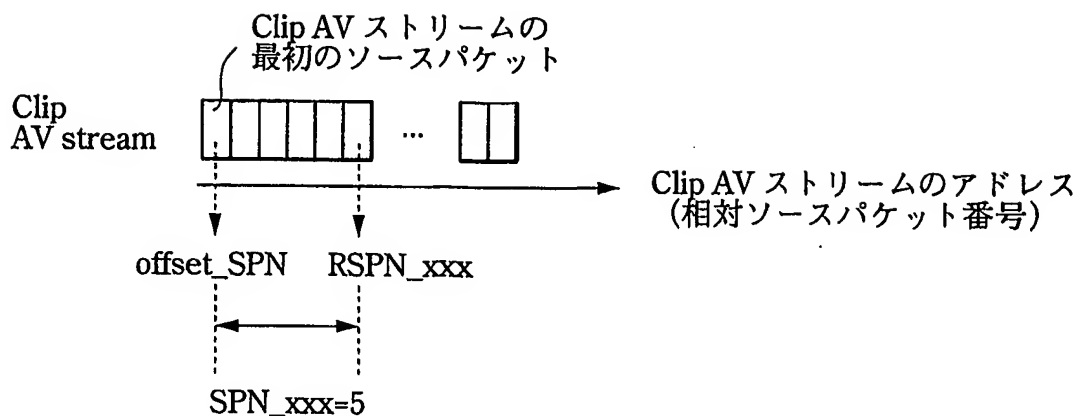 Clip AV ストリームの
最初のソースパケット
Clip
AV stream
...
Clip AV ストリームのアドレス
(相対ソースパケット番号)
offset_SPN RSPN_xxx
SPN_xxx=5